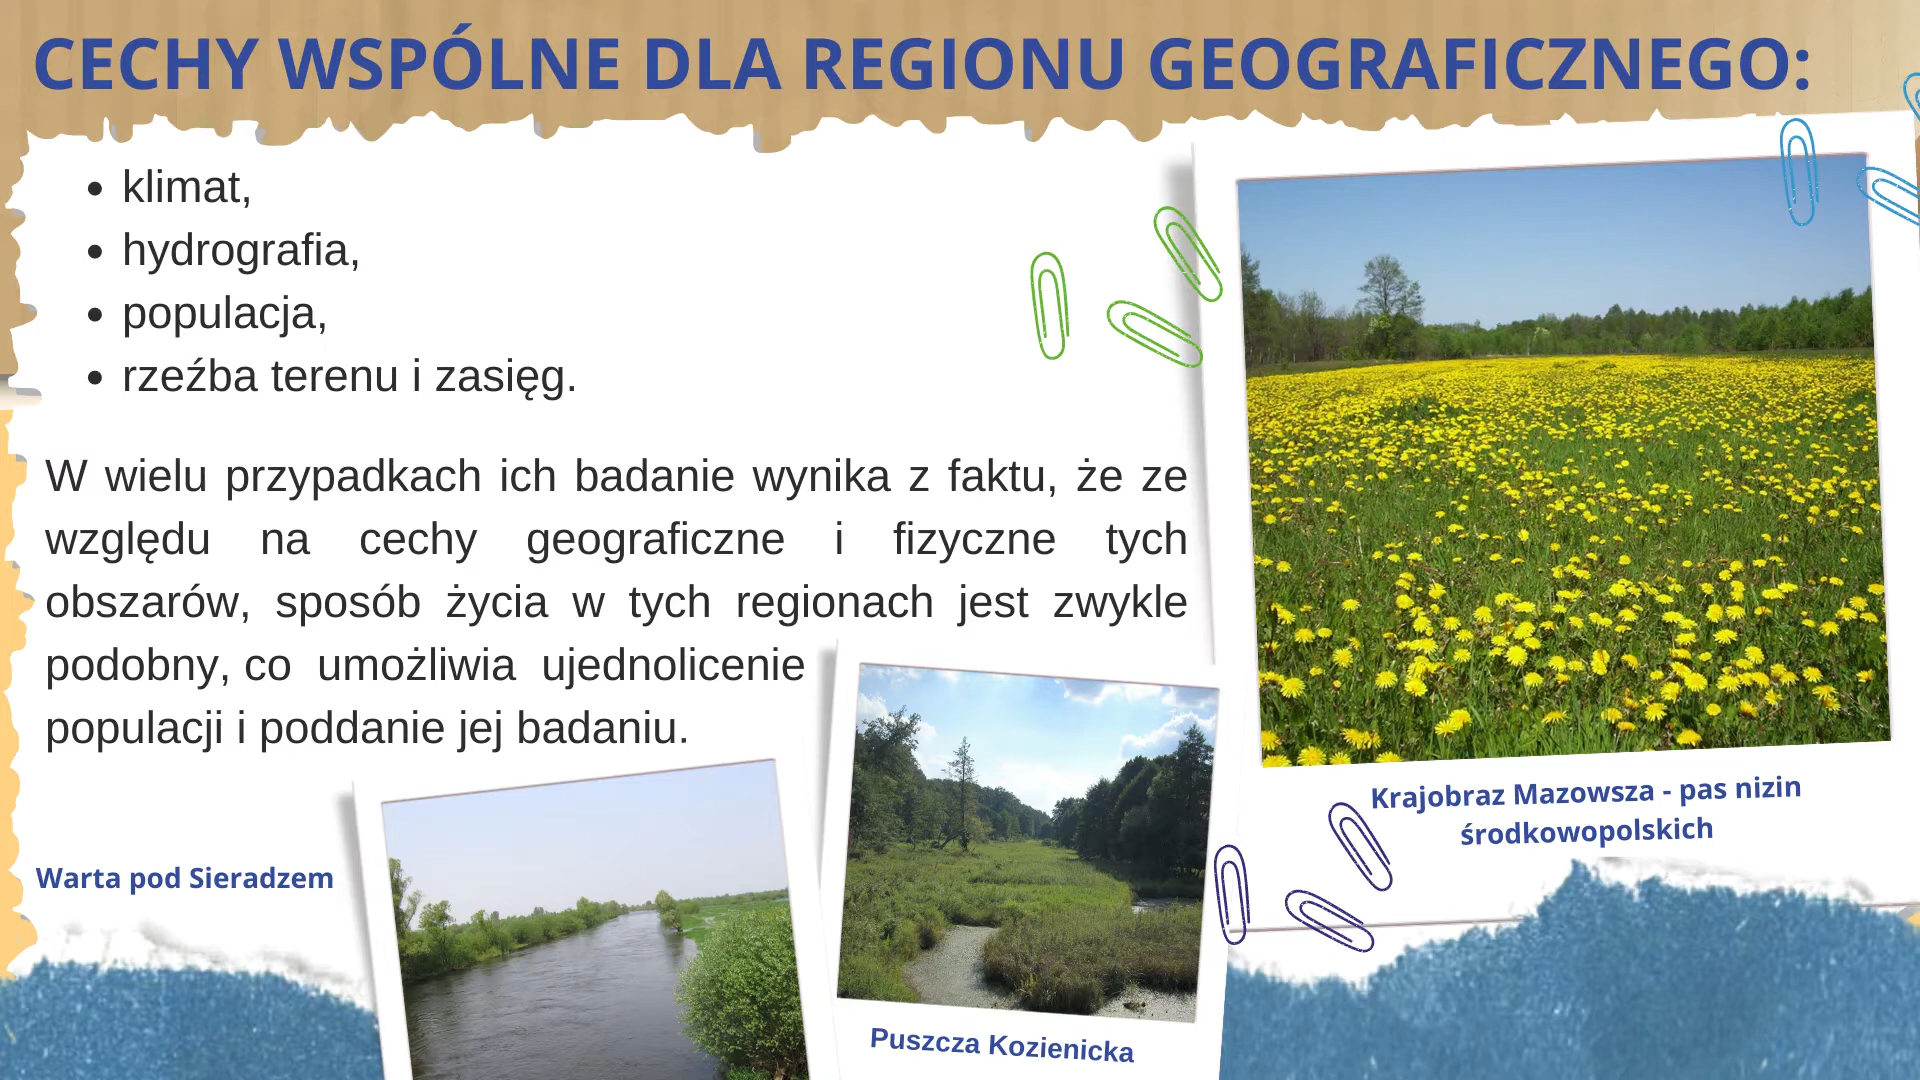 CECHY WSPÓLNE DLA REGIONU GEOGRAFICZNEGO:
• klimat,
• hydrografia,
• populacja,
• rzeźba terenu i zasięg.
W wielu przypadkach ich badanie wynika z faktu, że ze
względu na cechy geograficzne i fizyczne tych
obszarów, sposób życia w tych regionach jest zwykle
podobny, co umożliwia ujednolicenie
populacji i poddanie jej badaniu.
Krajobraz Mazowsza - pas nizin
środkowopolskich
Warta pod Sieradzem
Puszcza Kozienicka